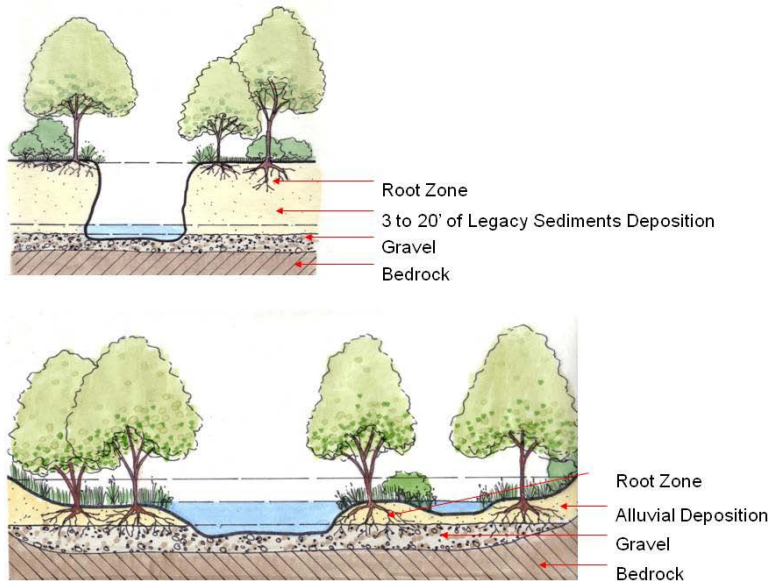 Root Zone
3 to 20' of Legacy Sediments Deposition
Gravel
Bedrock
Root Zone
Alluvial Deposition
Gravel
Bedrock